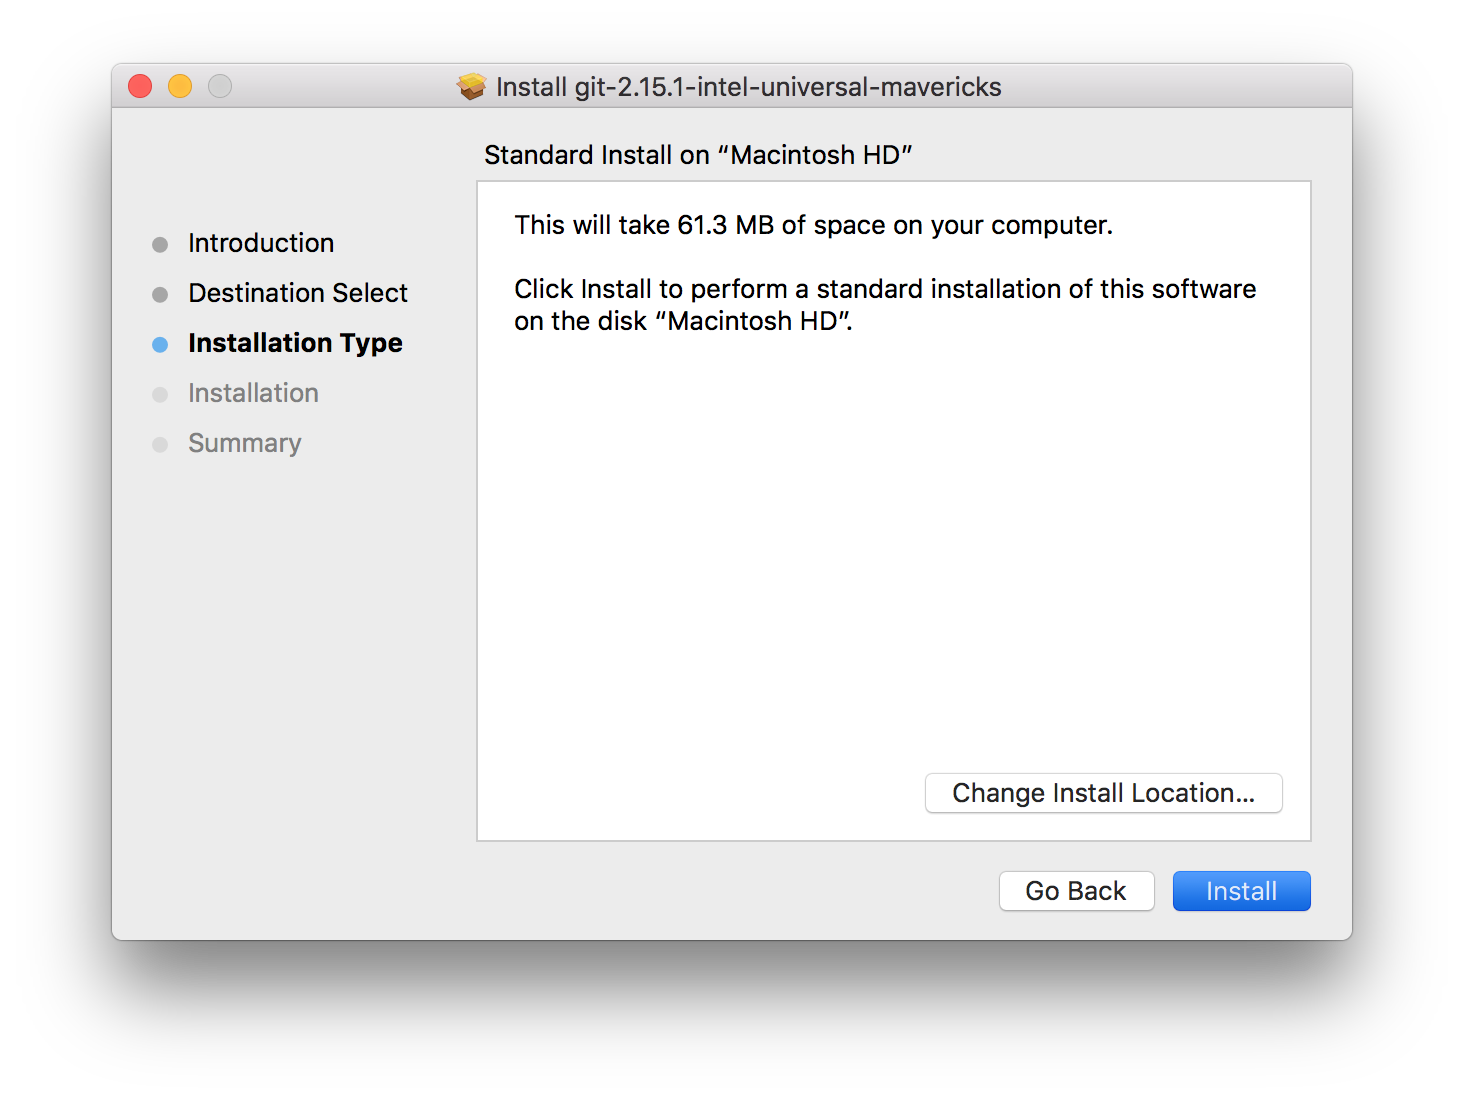 Install git-2.15.1-intel-universal-mavericks
Standard Install on “Macintosh HD”
Introduction
Destination Select
Installation Type
Installation
Summary
This will take 61.3 MB of space on your computer.
Click Install to perform a standard installation of this software
on the disk “Macintosh HD”.
Change Install Location...
Go Back
Install